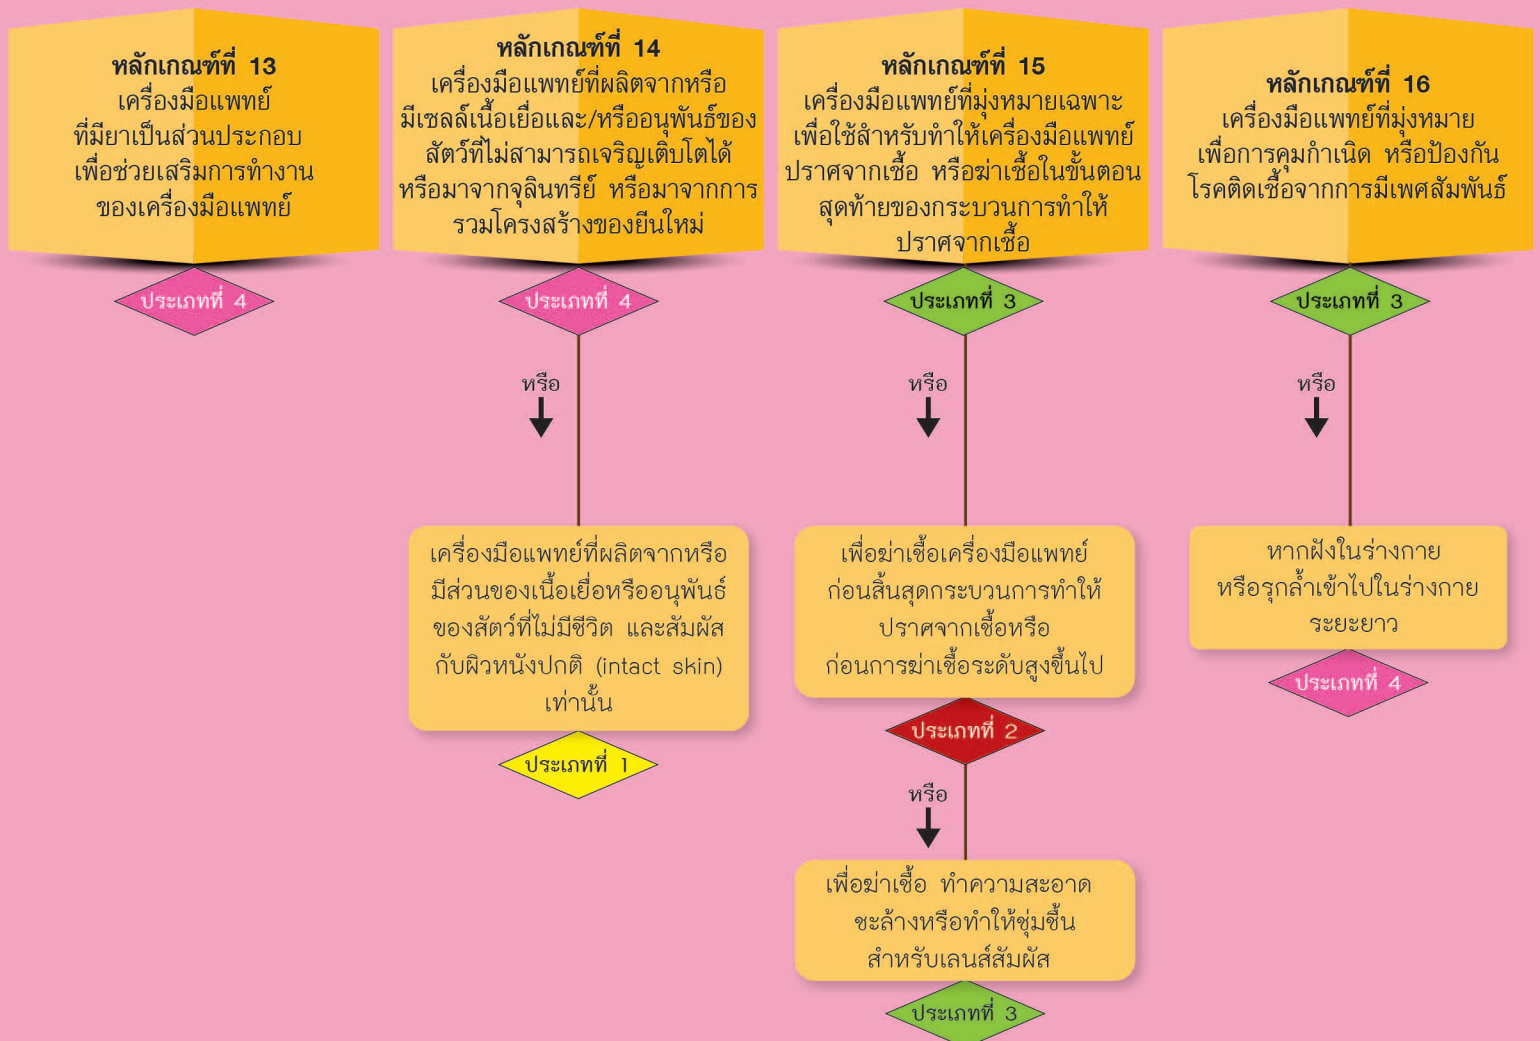 หลักเกณฑ์ที่ 13
เครื่องมือแพทย์
ที่มียาเป็นส่วนประกอบ
เพื่อช่วยเสริมการทำงาน
ของเครื่องมือแพทย์
ประเภทที่ 4
หลักเกณฑ์ที่ 14
เครื่องมือแพทย์ที่ผลิตจากหรือ
มีเซลล์เนื้อเยื่อและ/หรืออนุพันธ์ของ
สัตว์ที่ไม่สามารถเจริญเติบโตได้
หรือมาจากจุลินทรีย์ หรือมาจากการ
รวมโครงสร้างของยีนใหม่
ประเภทที่ 4
หรือ
เครื่องมือแพทย์ที่ผลิตจากหรือ
มีส่วนของเนื้อเยื่อหรืออนุพันธ์
ของสัตว์ที่ไม่มีชีวิต และสัมผัส
กับผิวหนังปกติ (intact skin)
เท่านั้น
ประเภทที่ 1
หลักเกณฑ์ที่ 15
เครื่องมือแพทย์ที่มุ่งหมายเฉพาะ
เพื่อใช้สำหรับทำให้เครื่องมือแพทย์
ปราศจากเชื้อ หรือฆ่าเชื้อในขั้นตอน
สุดท้ายของกระบวนการทำให้
ปราศจากเชื้อ
ประเภทที่ 3
หรือ
เพื่อฆ่าเชื้อเครื่องมือแพทย์
ก่อนสิ้นสุดกระบวนการทำให้
ปราศจากเชื้อหรือ
ก่อนการฆ่าเชื้อระดับสูงขึ้นไป
ประเภทที่ 2
หรือ
เพื่อฆ่าเชื้อ ทำความสะอาด
ชะล้างหรือทำให้ชุ่มชื้น
สำหรับเลนส์สัมผัส
ประเภทที่ 3
หลักเกณฑ์ที่ 16
เครื่องมือแพทย์ที่มุ่งหมาย
เพื่อการคุมกำเนิด หรือป้องกัน
โรคติดเชื้อจากการมีเพศสัมพันธ์
ประเภทที่ 3
หรือ
หากฝังในร่างกาย
หรือรุกล้ำเข้าไปในร่างกาย
ระยะยาว
ประเภทที่ 4